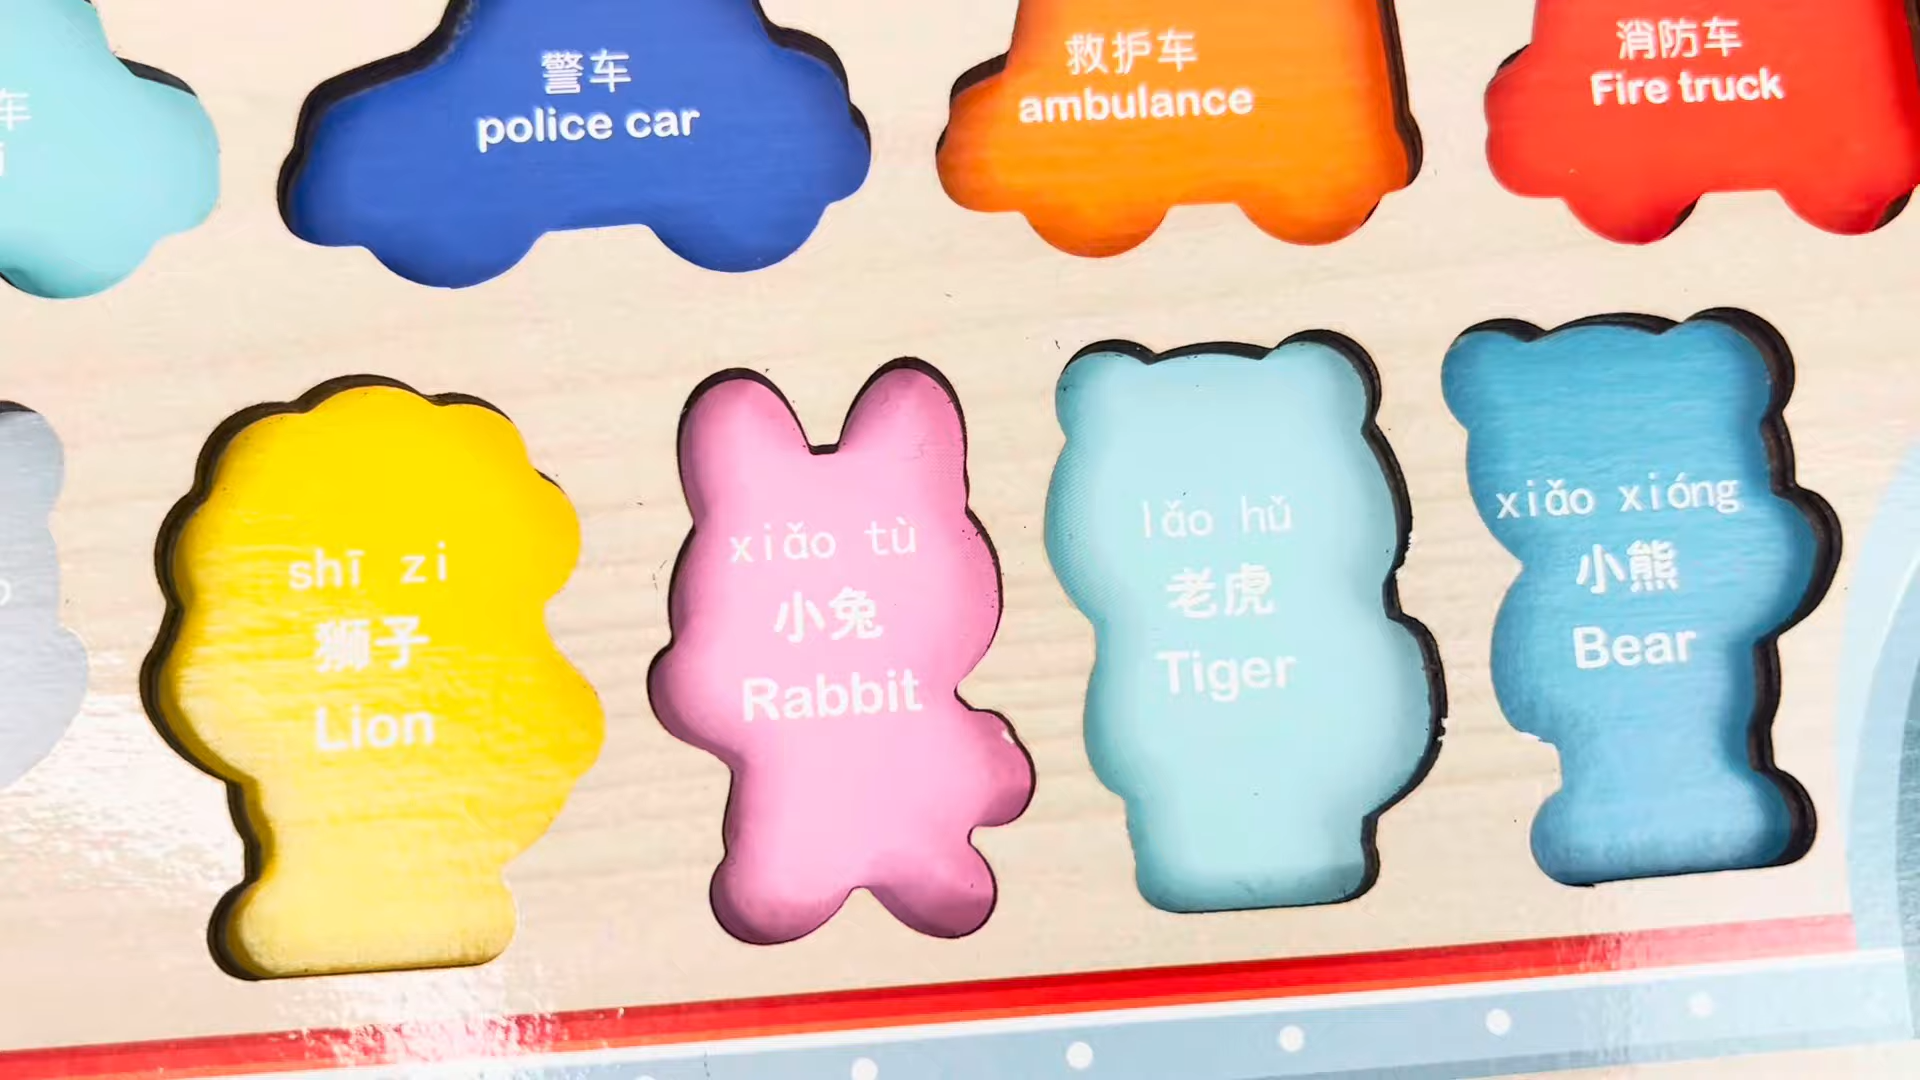 车
警车
police car
救护车
ambulance
消防车
Fire truck
shī zi
狮子
Lion
xiǎo tù
小兔
Rabbit
lǎo hǔ
老虎
Tiger
xiǎo xióng
小熊
Bear